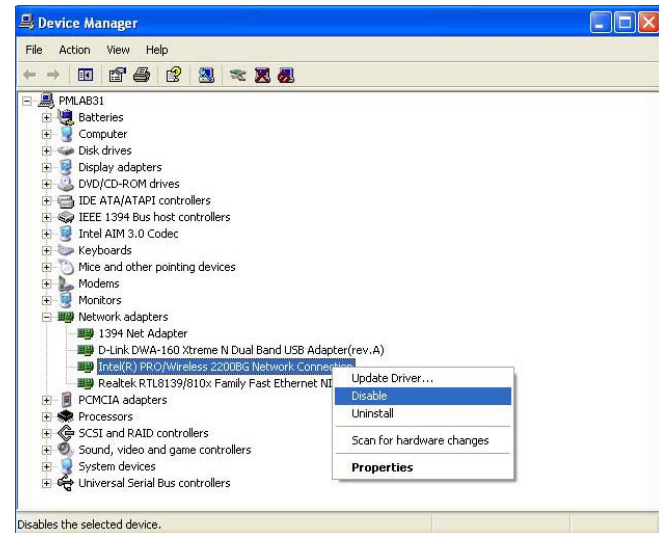 Device Manager
File Action View Help
PMLAB31
Batteries
Computer
Disk drives
Display adapters
DVD/CD-ROM drives
IDE ATA/ATAPI controllers
IEEE 1394 Bus host controllers
Intel AIM 3.0 Codec
Keyboards
Mice and other pointing devices
Modems
Monitors
Network adapters
1394 Net Adapter
D-Link DWA-160 Xtreme N Dual Band USB Adapter(rev.A)
Intel(R) PRO/Wireless 2200BG Network Connection
Realtek RTL8139/810x Family Fast Ethernet NI
PCMCIA adapters
Processors
SCSI and RAID controllers
Sound, video and game controllers
System devices
Universal Serial Bus controllers
Update Driver...
Disable
Uninstall
Scan for hardware changes
Properties
Disables the selected device.